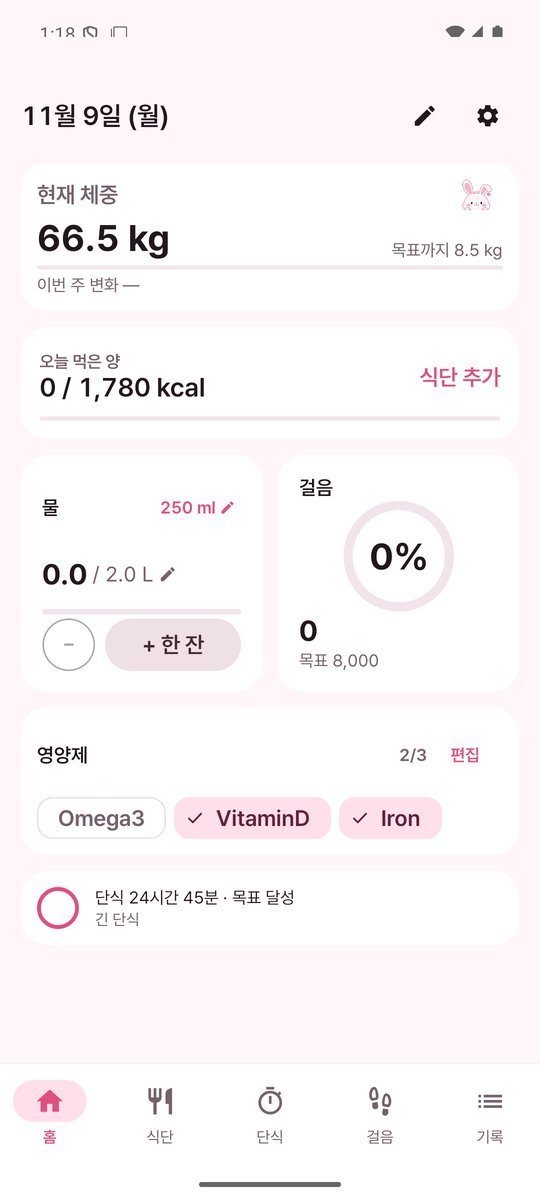 1:18
11월 9일 (월)
현재 체중
66.5 kg
목표까지 8.5 kg
이번 주 변화 —
오늘 먹은 양
0 / 1,780 kcal
식단 추가
물
250 ml
0.0 / 2.0 L
−
+ 한 잔
걸음
0%
0
목표 8,000
영양제
2/3
편집
Omega3
VitaminD
Iron
단식 24시간 45분 · 목표 달성
긴 단식
홈
식단
단식
걸음
기록